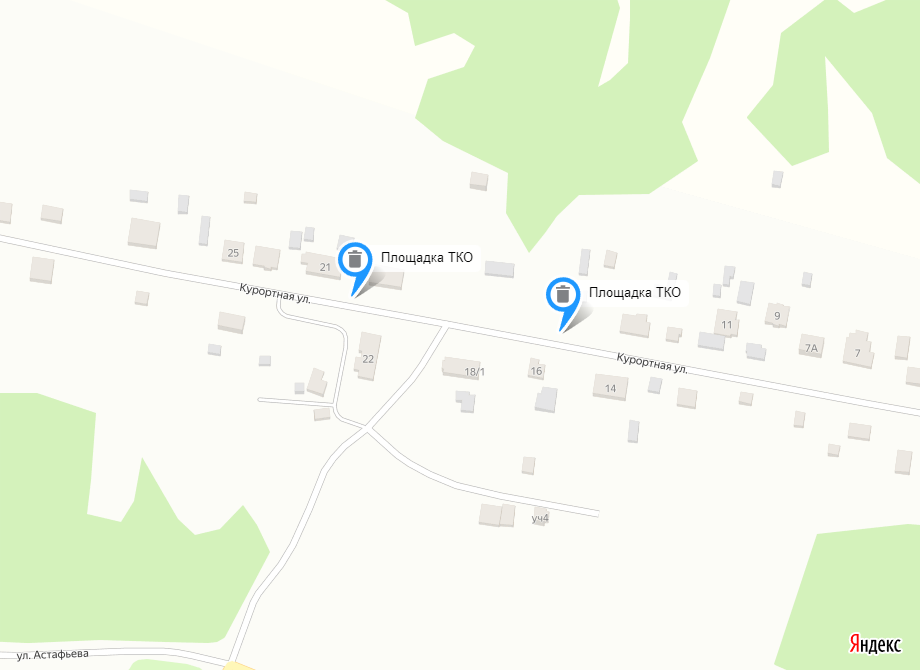 25
21
Площадка ТКО
Курортная ул.
Площадка ТКО
11
9
7А
7
22
18/1
16
Курортная ул.
14
уч4
ул. Астафьева
Яндекс